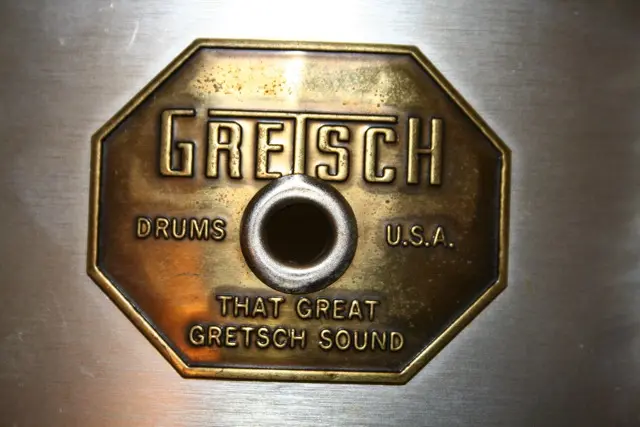 GRETSCH
DRUMS U.S.A.
THAT GREAT
GRETSCH SOUND